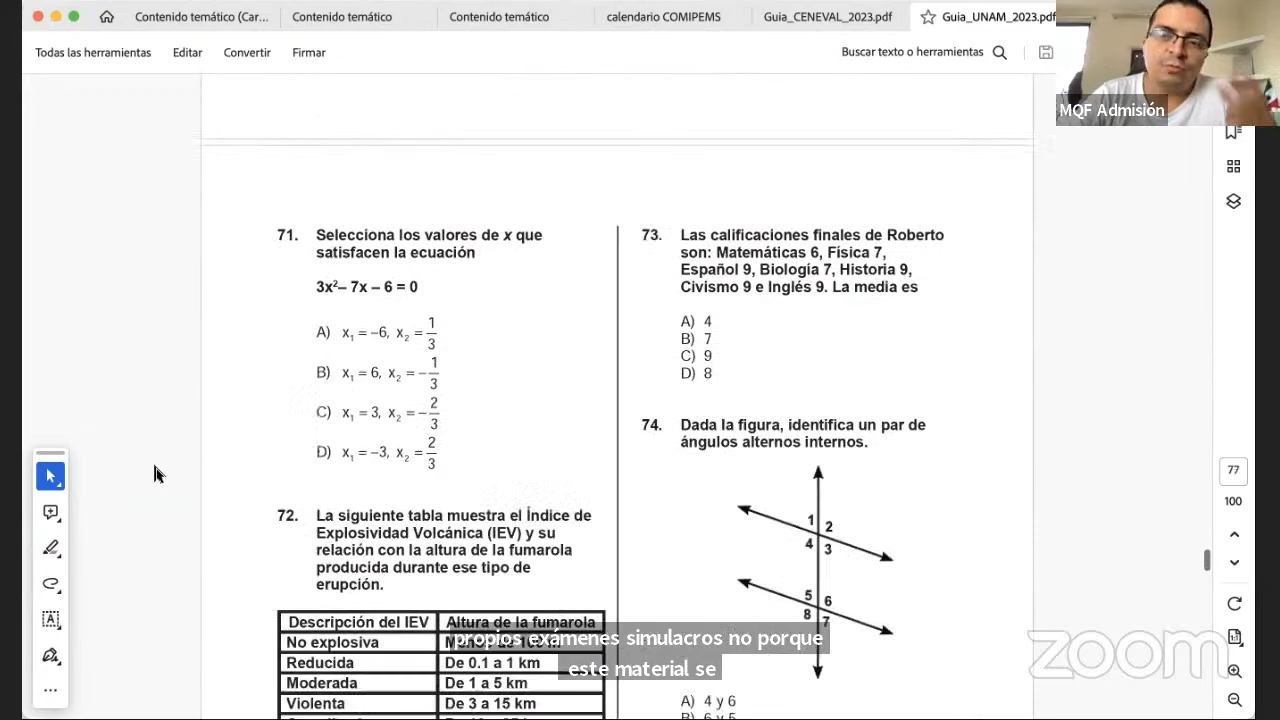 Contenido temático (Car...
Contenido temático
Contenido temático
calendario COMIPEMS
Guia_CENEVAL_2023.pdf
Guia_UNAM_2023.pdf
Todas las herramientas
Editar
Convertir
Firmar
Buscar texto o herramientas
MQF Admisión
71. Selecciona los valores de x que
satisfacen la ecuación
3x²– 7x – 6 = 0
A) x₁ = –6, x₂ = 1/3
B) x₁ = 6, x₂ = –1/3
C) x₁ = 3, x₂ = –2/3
D) x₁ = –3, x₂ = 2/3
72. La siguiente tabla muestra el Índice de
Explosividad Volcánica (IEV) y su
relación con la altura de la fumarola
producida durante ese tipo de
erupción.
Descripción del IEV Altura de la fumarola
No explosiva
Reducida De 0.1 a 1 km
Moderada De 1 a 5 km
Violenta De 3 a 15 km
73. Las calificaciones finales de Roberto
son: Matemáticas 6, Física 7,
Español 9, Biología 7, Historia 9,
Civismo 9 e Inglés 9. La media es
A) 4
B) 7
C) 9
D) 8
74. Dada la figura, identifica un par de
ángulos alternos internos.
1 2
4 3
5 6
8 7
A) 4 y 6
B) 6 y 5
propios exámenes simulacros no porque
este material se
77
100
zoom